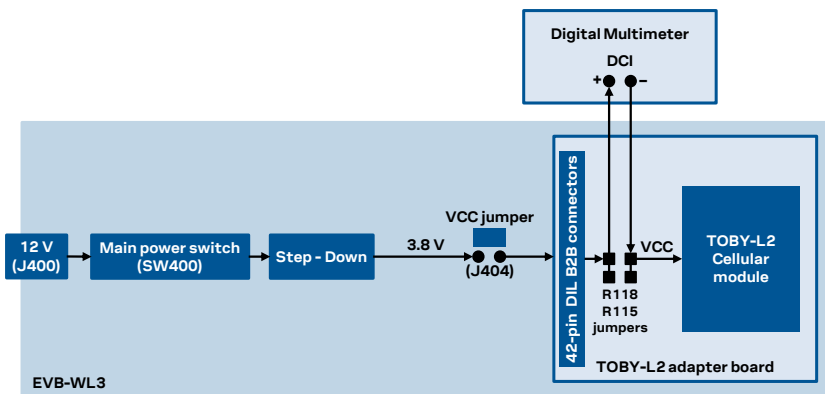 Digital Multimeter
DCI
+
–
VCC jumper
12 V
(J400)
Main power switch
(SW400)
Step - Down
3.8 V
(J404)
42-pin DIL B2B connectors
VCC
R118
R115
jumpers
TOBY-L2
Cellular
module
TOBY-L2 adapter board
EVB-WL3